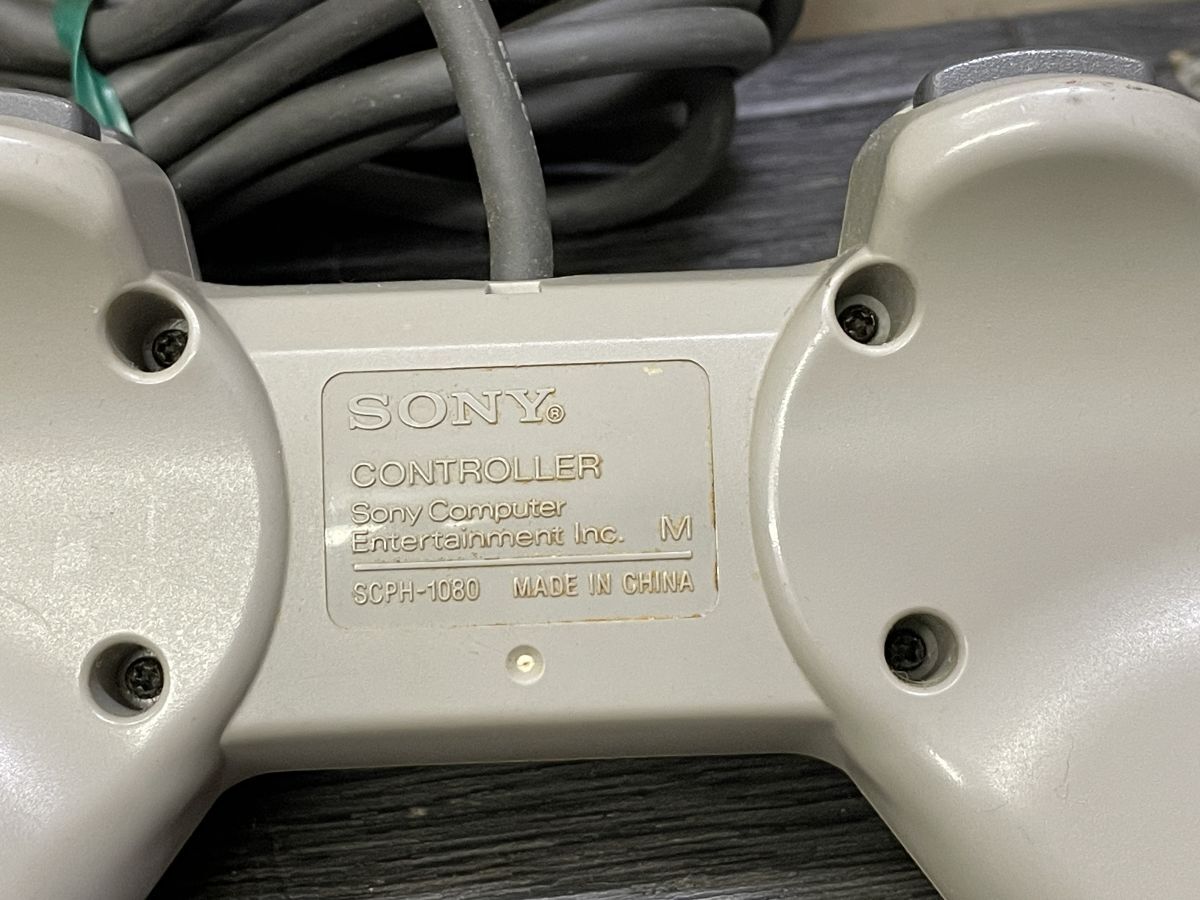 SONY®
CONTROLLER
Sony Computer
Entertainment Inc. M
SCPH-1080 MADE IN CHINA